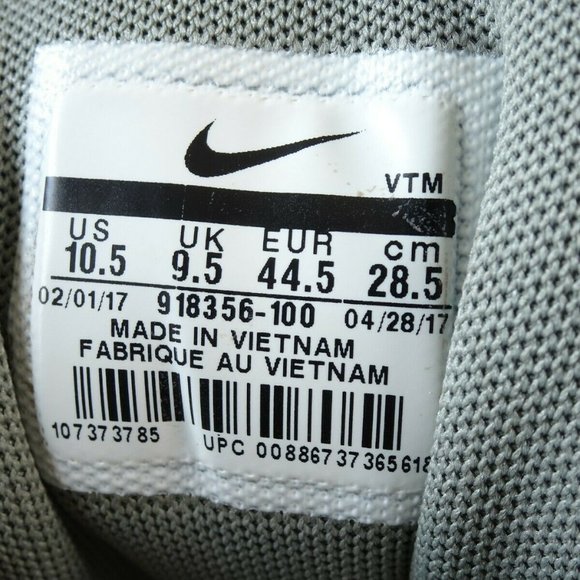 VTM
US UK EUR cm
10.5 9.5 44.5 28.5
02/01/17 918356-100 04/28/17
MADE IN VIETNAM
FABRIQUE AU VIETNAM
107373785 UPC 00886737365618